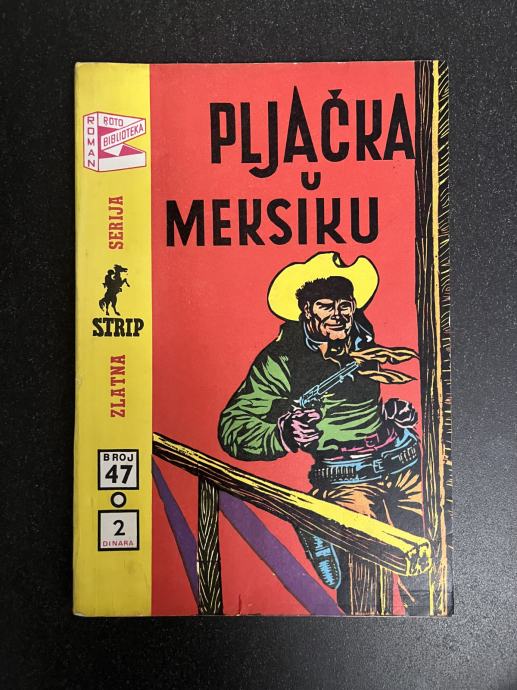 ROMAN
ROTO
BIBLIOTEKA
ZLATNA
STRIP
SERIJA
BROJ
47
2
DINARA
PLJAČKA
U
MEKSIKU